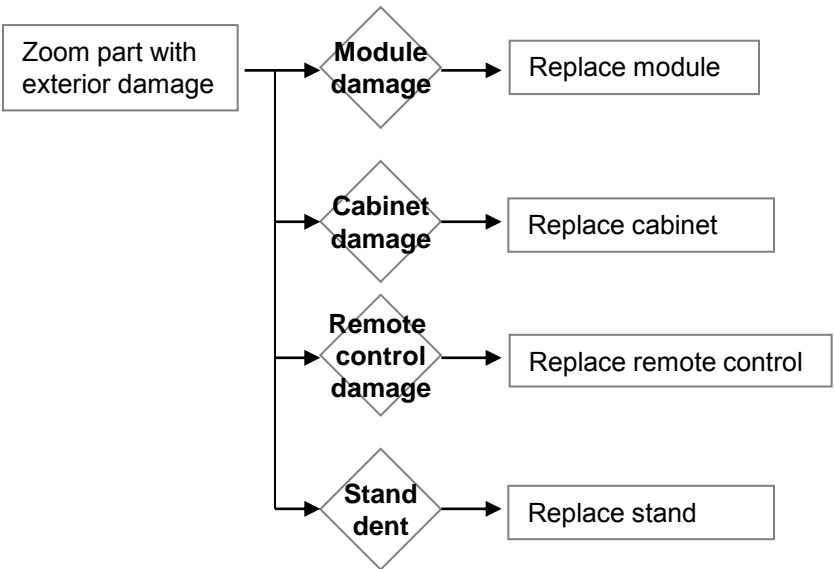 Zoom part with
exterior damage
Module
damage
Replace module
Cabinet
damage
Replace cabinet
Remote
control
damage
Replace remote control
Stand
dent
Replace stand